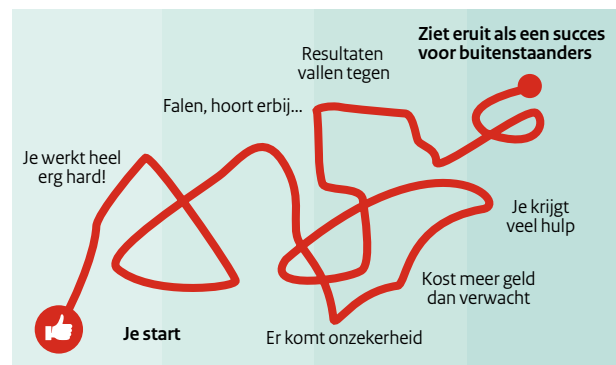 Ziet eruit als een succes
voor buitenstaanders
Resultaten
vallen tegen
Falen, hoort erbij...
Je werkt heel
erg hard!
Je krijgt
veel hulp
Kost meer geld
dan verwacht
Je start
Er komt onzekerheid